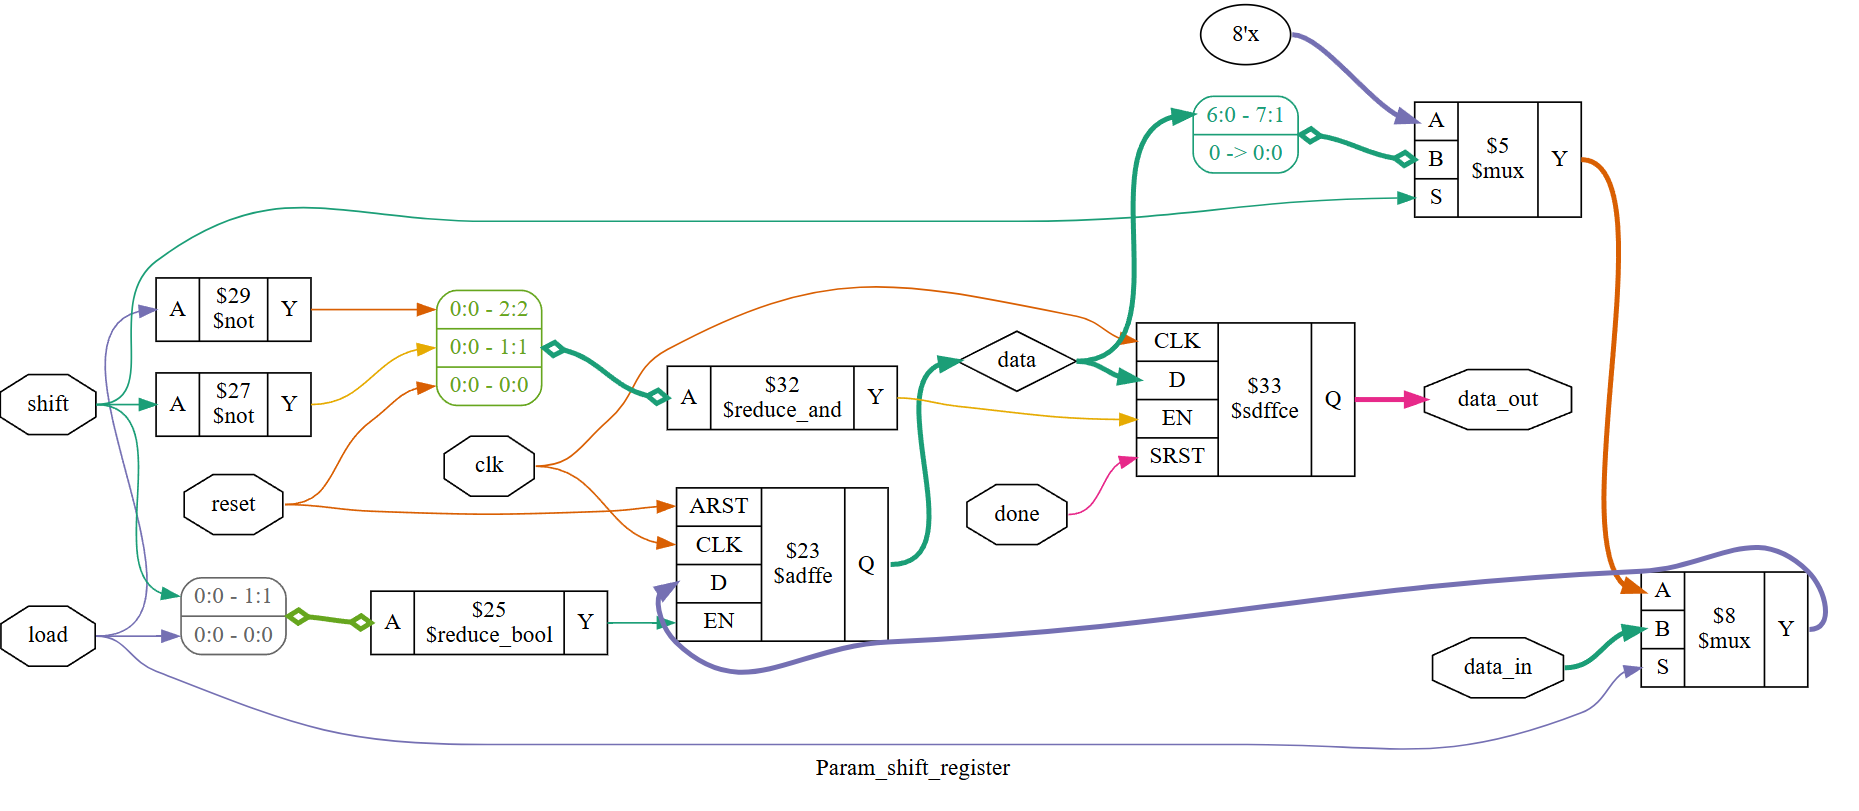 8'x
6:0 - 7:1
0 -> 0:0
A
B
S
$5
$mux
Y
A
$29
$not
Y
0:0 - 2:2
0:0 - 1:1
0:0 - 0:0
shift
A
$27
$not
Y
A
$32
$reduce_and
Y
data
CLK
D
EN
SRST
$33
$sdffce
Q
data_out
clk
reset
done
ARST
CLK
D
EN
$23
$adffe
Q
load
0:0 - 1:1
0:0 - 0:0
A
$25
$reduce_bool
Y
data_in
A
B
S
$8
$mux
Y
Param_shift_register